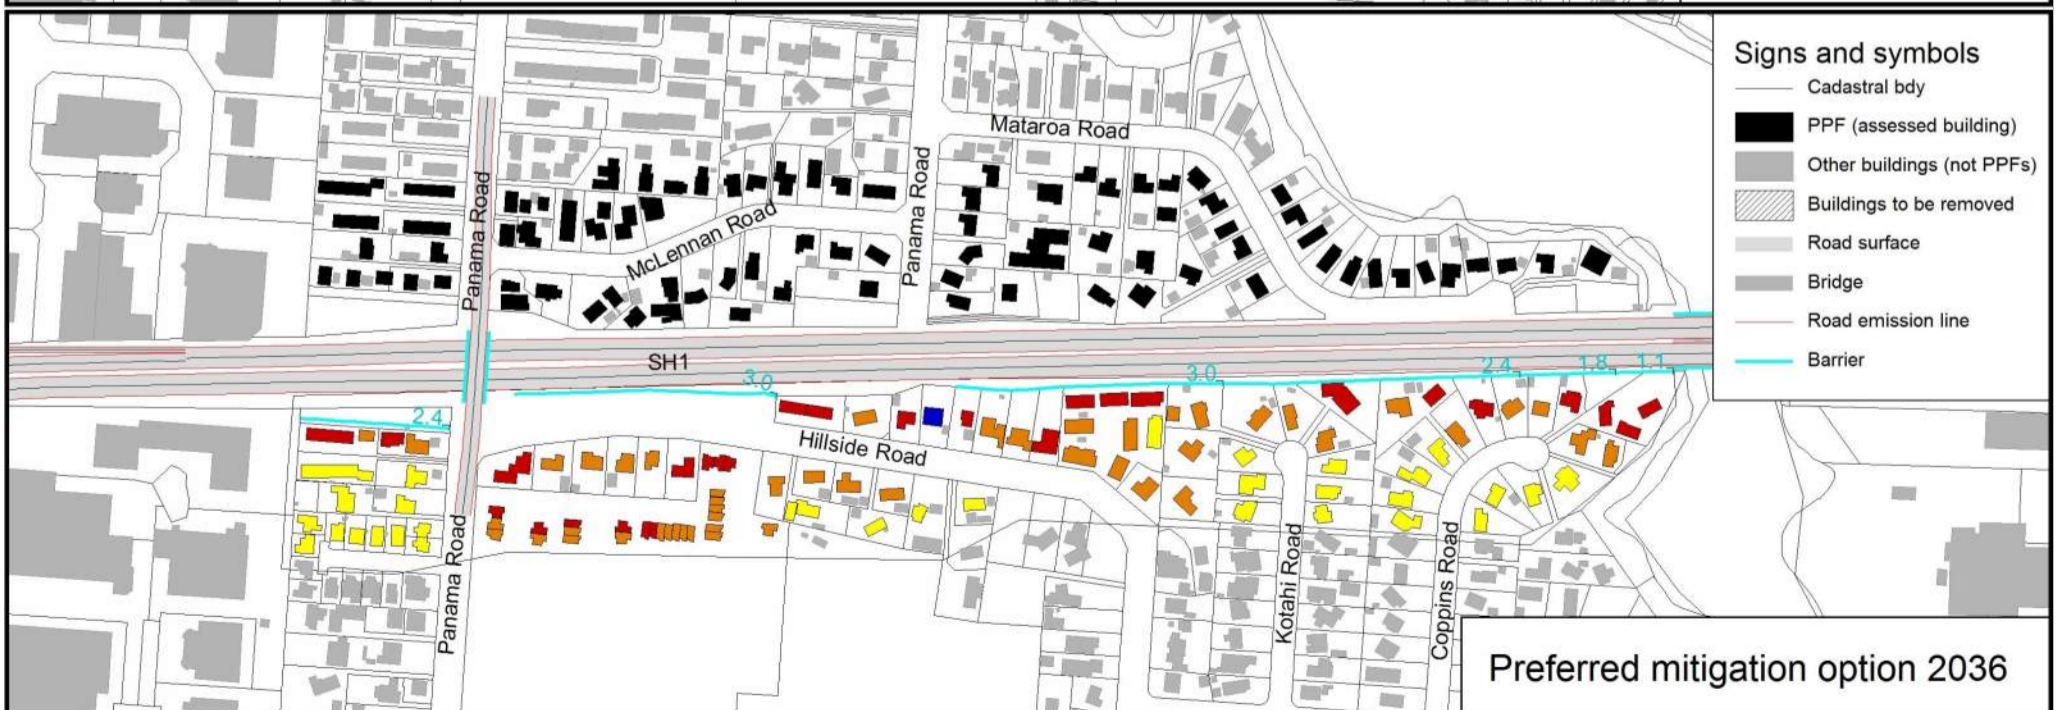 Signs and symbols
Cadastral bdy
PPF (assessed building)
Other buildings (not PPFs)
Buildings to be removed
Road surface
Bridge
Road emission line
Barrier
Mataroa Road
Panama Road
Panama Road
McLennan Road
SH1
3.0
3.0
2.4
1.8
1.1
2.4
Hillside Road
Panama Road
Kotahi Road
Coppins Road
Preferred mitigation option 2036